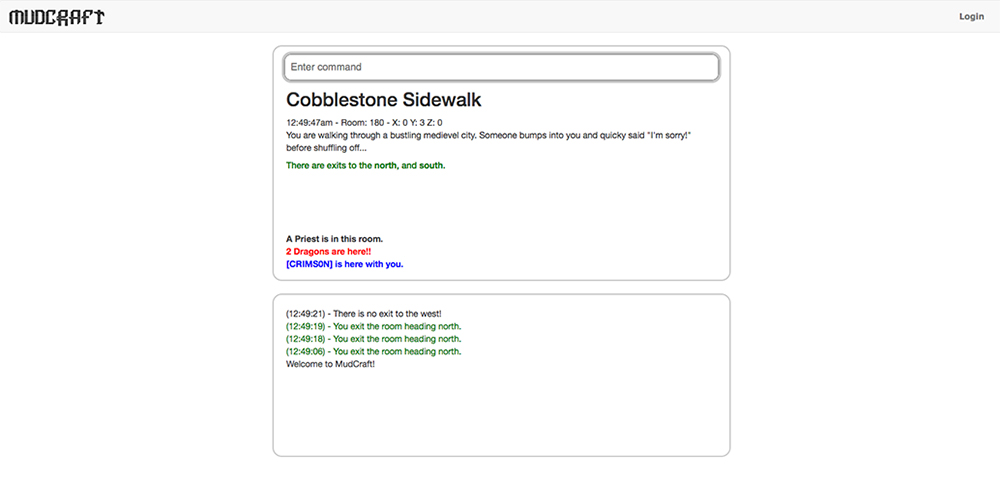 MUDCRAFT
Login
Enter command
Cobblestone Sidewalk
12:49:47am - Room: 180 - X: 0 Y: 3 Z: 0
You are walking through a bustling medievel city. Someone bumps into you and quicky said "I'm sorry!"
before shuffling off...
There are exits to the north, and south.
A Priest is in this room.
2 Dragons are here!!
[CRIMS0N] is here with you.
(12:49:21) - There is no exit to the west!
(12:49:19) - You exit the room heading north.
(12:49:18) - You exit the room heading north.
(12:49:06) - You exit the room heading north.
Welcome to MudCraft!